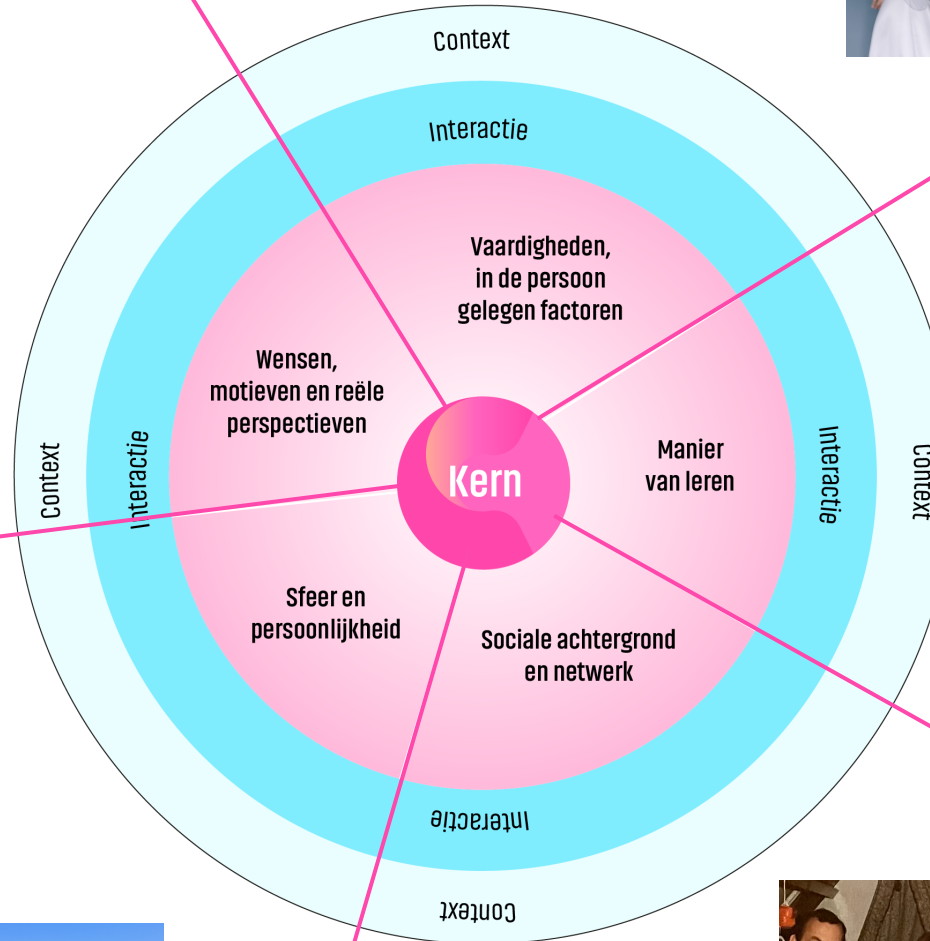 Context
Interactie
Vaardigheden,
in de persoon
gelegen factoren
Wensen,
motieven en reële
perspectieven
Manier
van leren
Interactie
Context
Context
Interactie
Kern
Sfeer en
persoonlijkheid
Sociale achtergrond
en netwerk
Interactie
Context